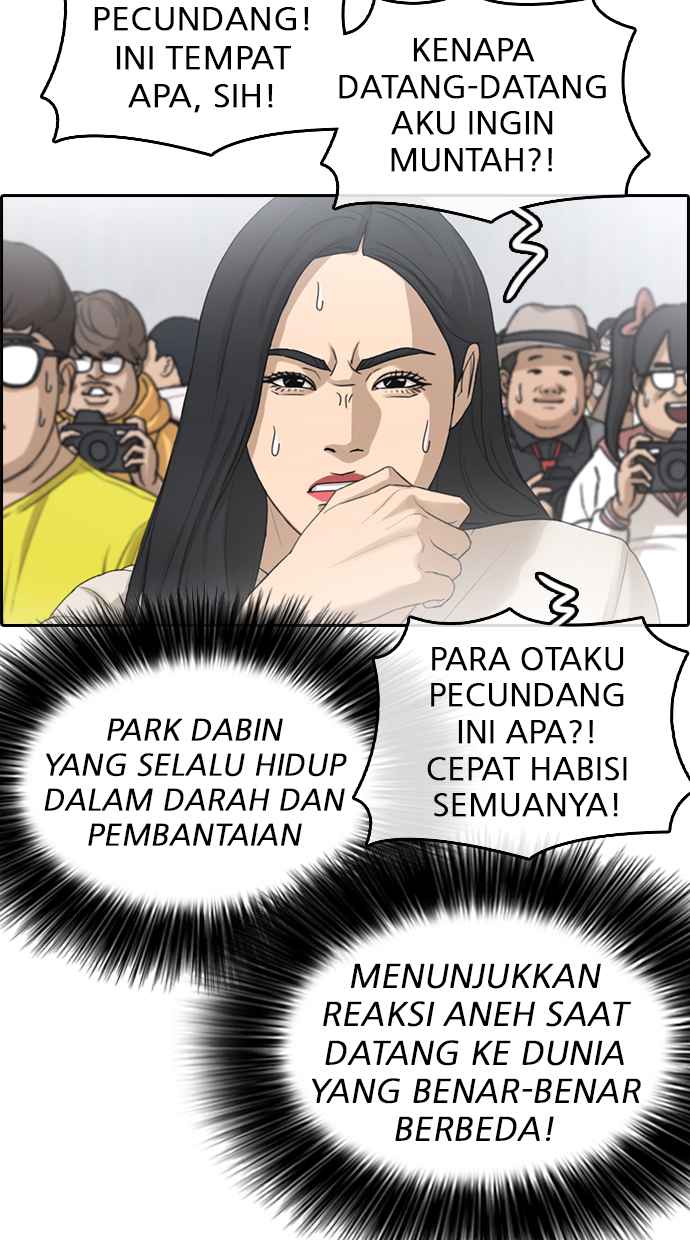 PECUNDANG!
INI TEMPAT
APA, SIH!
KENAPA
DATANG-DATANG
AKU INGIN
MUNTAH?!
PARA OTAKU
PECUNDANG
INI APA?!
CEPAT HABISI
SEMUANYA!
PARK DABIN
YANG SELALU HIDUP
DALAM DARAH DAN
PEMBANTAIAN
MENUNJUKKAN
REAKSI ANEH SAAT
DATANG KE DUNIA
YANG BENAR-BENAR
BERBEDA!